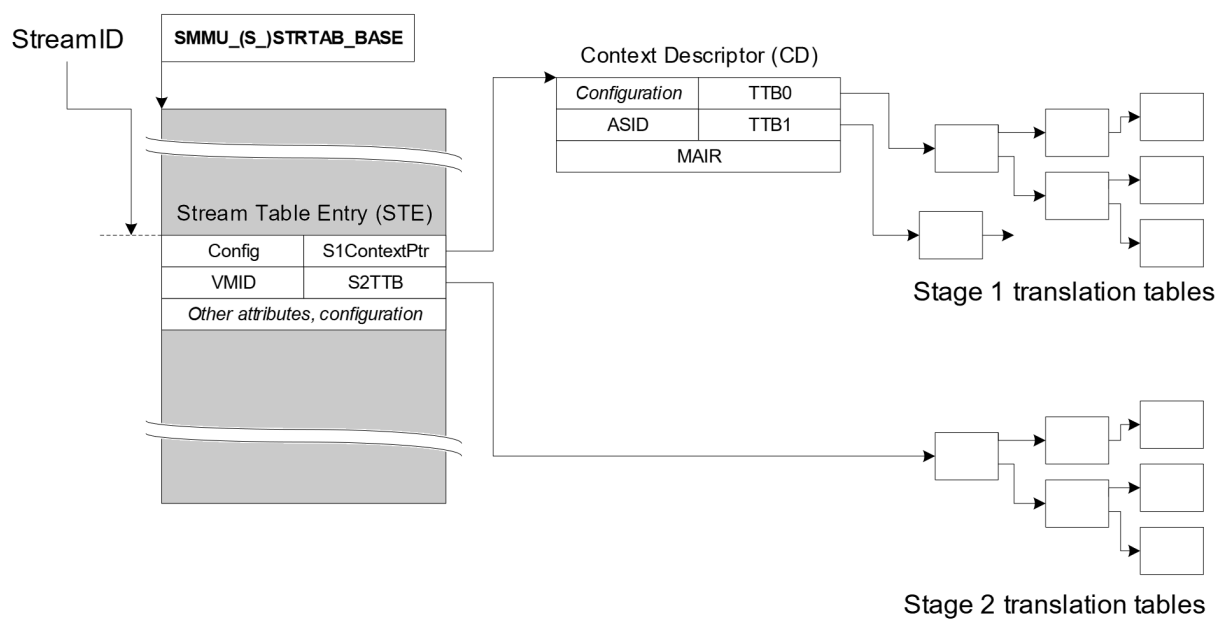 StreamID
SMMU_(S_)STRTAB_BASE
Context Descriptor (CD)
Configuration TTB0
ASID TTB1
MAIR
Stream Table Entry (STE)
Config S1ContextPtr
VMID S2TTB
Other attributes, configuration
Stage 1 translation tables
Stage 2 translation tables